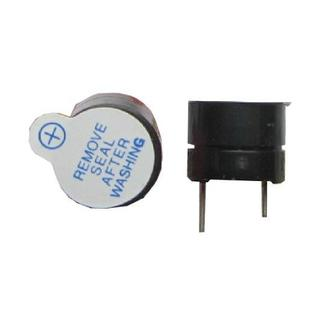 +
REMOVE
SEAL
AFTER
WASHING